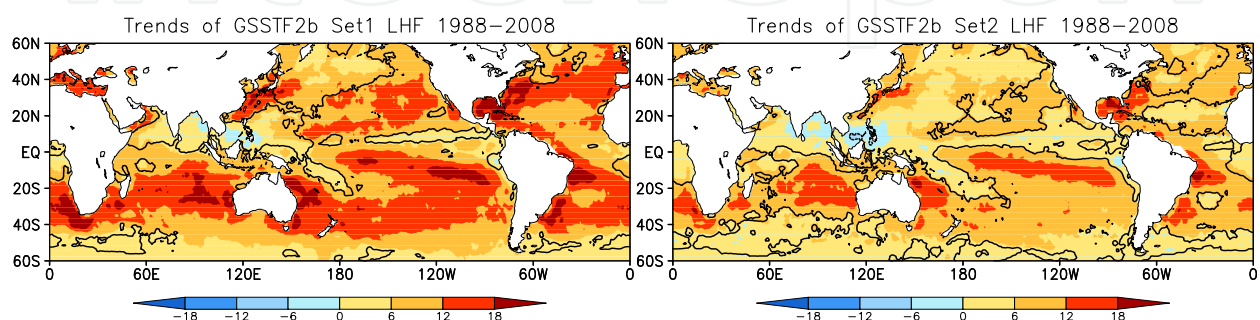 Trends of GSSTF2b Set1 LHF 1988−2008
60N
40N
20N
EQ
20S
40S
60S
0 60E 120E 180 120W 60W 0
−18 −12 −6 0 6 12 18
Trends of GSSTF2b Set2 LHF 1988−2008
60N
40N
20N
EQ
20S
40S
60S
0 60E 120E 180 120W 60W 0
−18 −12 −6 0 6 12 18